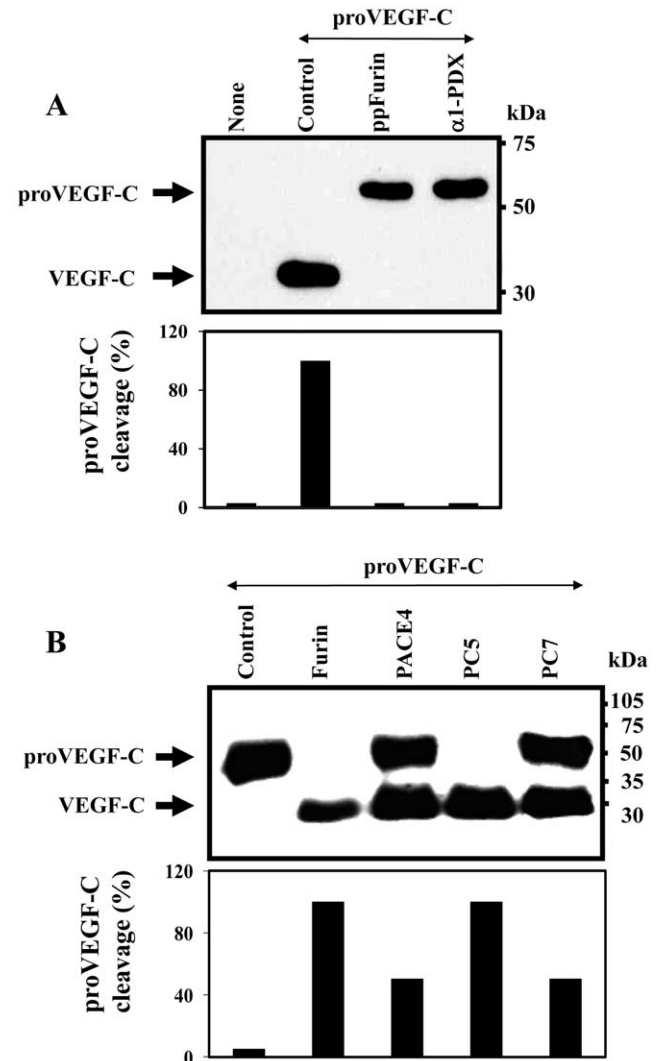 proVEGF-C
A
None
Control
ppFurin
α1-PDX
kDa
75
proVEGF-C
50
VEGF-C
30
proVEGF-C
cleavage (%)
120
80
40
0
proVEGF-C
B
Control
Furin
PACE4
PC5
PC7
kDa
105
75
proVEGF-C
50
35
VEGF-C
30
proVEGF-C
cleavage (%)
120
80
40
0